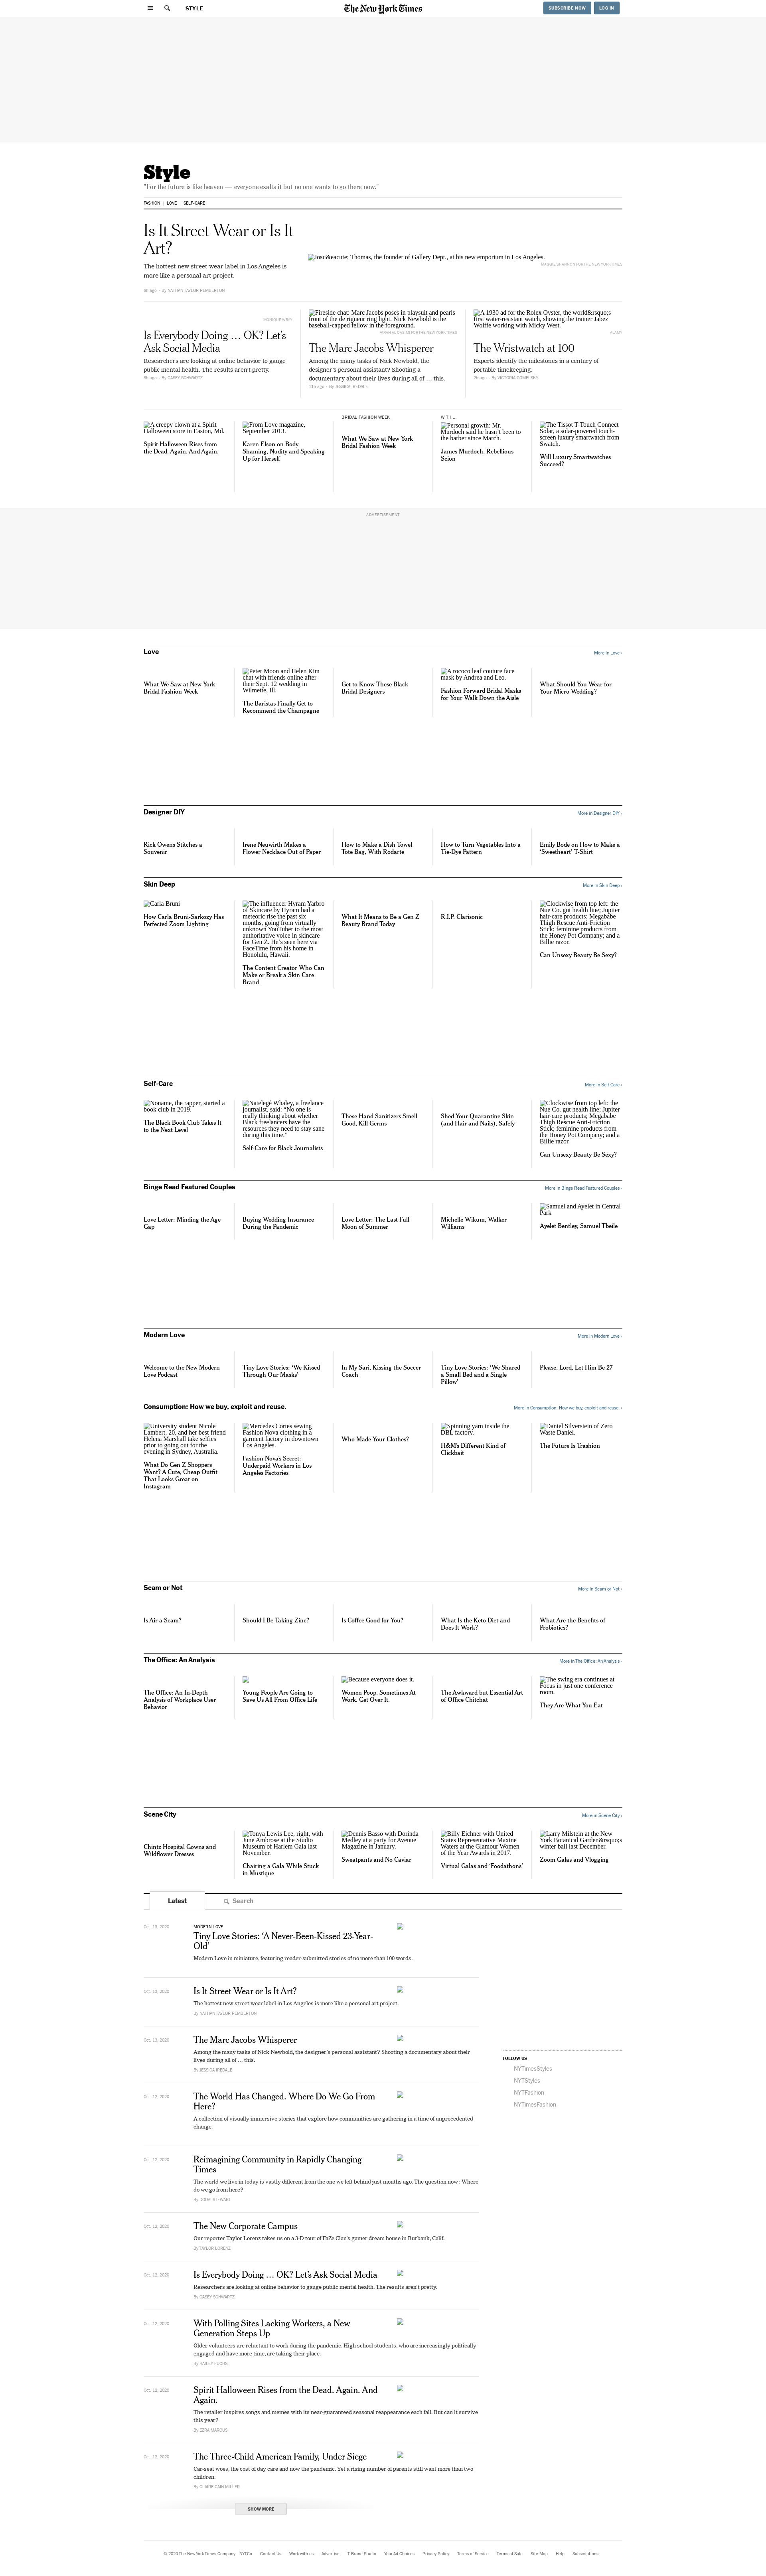 STYLE
The New York Times
SUBSCRIBE NOW
LOG IN
Style
"For the future is like heaven — everyone exalts it but no one wants to go there now."
FASHION
LOVE
SELF-CARE
Is It Street Wear or Is It
Art?
The hottest new street wear label in Los Angeles is
more like a personal art project.
By NATHAN TAYLOR PEMBERTON
Josu&eacute; Thomas, the founder of Gallery Dept., at his new emporium in Los Angeles.
MAGGIE SHANNON FOR THE NEW YORK TIMES
Is Everybody Doing … OK? Let's
Ask Social Media
Researchers are looking at online behavior to gauge
public mental health. The results aren't pretty.
By CASEY SCHWARTZ
Fireside chat: Marc Jacobs poses in playsuit and pearls
front of the de rigueur ring light. Nick Newbold is the
baseball-capped fellow in the foreground.
The Marc Jacobs Whisperer
Among the many tasks of Nick Newbold, the
designer's personal assistant? Shooting a
documentary about their lives during all of … this.
11h ago – By JESSICA IREDALE
A 1930 ad for the Rolex Oyster, the world&rsquo;s
first water-resistant watch, showing the trainer Jabez
Wolffe working with Micky West.
ALAMY
The Wristwatch at 100
Experts identify the milestones in a century of
portable timekeeping.
By VICTORIA GOMELSKY
A creepy clown at a Spirit
Halloween store in Easton, Md.
Spirit Halloween Rises from
the Dead. Again. And Again.
From Love magazine,
September 2013.
Karen Elson on Body
Shaming, Nudity and Speaking
Up for Herself
BRIDAL FASHION WEEK
What We Saw at New York
Bridal Fashion Week
WITH …
Personal growth: Mr.
Murdoch said he hasn't been to
the barber since March.
James Murdoch, Rebellious
Scion
The Tissot T-Touch Connect
Solar, a solar-powered touch-
screen luxury smartwatch from
Swatch.
Will Luxury Smartwatches
Succeed?
ADVERTISEMENT
Love
More in Love ›
What We Saw at New York
Bridal Fashion Week
Peter Moon and Helen Kim
chat with friends online after
their Sept. 12 wedding in
Wilmette, Ill.
The Baristas Finally Get to
Recommend the Champagne
Get to Know These Black
Bridal Designers
A rococo leaf couture face
mask by Andrea and Leo.
Fashion Forward Bridal Masks
for Your Walk Down the Aisle
What Should You Wear for
Your Micro Wedding?
Designer DIY
More in Designer DIY ›
Rick Owens Stitches a
Souvenir
Irene Neuwirth Makes a
Flower Necklace Out of Paper
How to Make a Dish Towel
Tote Bag, With Rodarte
How to Turn Vegetables Into a
Tie-Dye Pattern
Emily Bode on How to Make a
'Sweetheart' T-Shirt
Skin Deep
More in Skin Deep ›
Carla Bruni
How Carla Bruni-Sarkozy Has
Perfected Zoom Lighting
The influencer Hyram Yarbro
of Skincare by Hyram had a
meteoric rise the past six
months, going from virtually
unknown YouTuber to the most
authoritative voice in skincare
for Gen Z. He's seen here via
FaceTime from his home in
Honolulu, Hawaii.
The Content Creator Who Can
Make or Break a Skin Care
Brand
What It Means to Be a Gen Z
Beauty Brand Today
R.I.P. Clarisonic
Clockwise from top left: the
Nue Co. gut health line; Jupiter
hair-care products; Megababe
Thigh Rescue Anti-Friction
Stick; feminine products from
the Honey Pot Company; and a
Billie razor.
Can Unsexy Beauty Be Sexy?
Self-Care
More in Self-Care ›
Noname, the rapper, started a
book club in 2019.
The Black Book Club Takes It
to the Next Level
Natelegé Whaley, a freelance
journalist, said: "No one is
really thinking about whether
Black freelancers have the
resources they need to stay sane
during this time."
Self-Care for Black Journalists
These Hand Sanitizers Smell
Good, Kill Germs
Shed Your Quarantine Skin
(and Hair and Nails), Safely
Clockwise from top left: the
Nue Co. gut health line; Jupiter
hair-care products; Megababe
Thigh Rescue Anti-Friction
Stick; feminine products from
the Honey Pot Company; and a
Billie razor.
Can Unsexy Beauty Be Sexy?
Binge Read Featured Couples
More in Binge Read Featured Couples ›
Love Letter: Minding the Age
Gap
Buying Wedding Insurance
During the Pandemic
Love Letter: The Last Full
Moon of Summer
Michelle Wikum, Walker
Williams
Samuel and Ayelet in Central
Park
Ayelet Bentley, Samuel Tbeile
Modern Love
More in Modern Love ›
Welcome to the New Modern
Love Podcast
Tiny Love Stories: 'We Kissed
Through Our Masks'
In My Sari, Kissing the Soccer
Coach
Tiny Love Stories: 'We Shared
a Small Bed and a Single
Pillow'
Please, Lord, Let Him Be 27
Consumption: How we buy, exploit and reuse.
More in Consumption: How we buy, exploit and reuse. ›
University student Nicole
Lambert, 20, and her best friend
Helena Marshall take selfies
prior to going out for the
evening in Sydney, Australia.
What Do Gen Z Shoppers
Want? A Cute, Cheap Outfit
That Looks Great on
Instagram
Mercedes Cortes sewing
Fashion Nova clothing in a
garment factory in downtown
Los Angeles.
Fashion Nova's Secret:
Underpaid Workers in Los
Angeles Factories
Who Made Your Clothes?
Spinning yarn inside the
DBL factory.
H&M's Different Kind of
Clickbait
Daniel Silverstein of Zero
Waste Daniel.
The Future Is Trashion
Scam or Not
More in Scam or Not ›
Is Air a Scam?
Should I Be Taking Zinc?
Is Coffee Good for You?
What Is the Keto Diet and
Does It Work?
What Are the Benefits of
Probiotics?
The Office: An Analysis
More in The Office: An Analysis ›
The Office: An In-Depth
Analysis of Workplace User
Behavior
Young People Are Going to
Save Us All From Office Life
Because everyone does it.
Women Poop. Sometimes At
Work. Get Over It.
The Awkward but Essential Art
of Office Chitchat
The swing era continues at
Focus in just one conference
room.
They Are What You Eat
Scene City
More in Scene City ›
Chintz Hospital Gowns and
Wildflower Dresses
Tonya Lewis Lee, right, with
June Ambrose at the Studio
Museum of Harlem Gala last
November.
Chairing a Gala While Stuck
in Mustique
Dennis Basso with Dorinda
Medley at a party for Avenue
Magazine in January.
Sweatpants and No Caviar
Billy Eichner with United
States Representative Maxine
Waters at the Glamour Women
of the Year Awards in 2017.
Virtual Galas and 'Foodathons'
Larry Milstein at the New
York Botanical Garden&rsquo;s
winter ball last December.
Zoom Galas and Vlogging
Latest
Search
Oct. 13, 2020
MODERN LOVE
Tiny Love Stories: 'A Never-Been-Kissed 23-Year-
Old'
Modern Love in miniature, featuring reader-submitted stories of no more than 100 words.
Oct. 13, 2020
Is It Street Wear or Is It Art?
The hottest new street wear label in Los Angeles is more like a personal art project.
By NATHAN TAYLOR PEMBERTON
Oct. 13, 2020
The Marc Jacobs Whisperer
Among the many tasks of Nick Newbold, the designer's personal assistant? Shooting a documentary about their
lives during all of … this.
By JESSICA IREDALE
FOLLOW US
NYTimesStyles
NYTStyles
NYTFashion
NYTimesFashion
Oct. 12, 2020
The World Has Changed. Where Do We Go From
Here?
A collection of visually immersive stories that explore how communities are gathering in a time of unprecedented
change.
Oct. 12, 2020
Reimagining Community in Rapidly Changing
Times
The world we live in today is vastly different from the one we left behind just months ago. The question now: Where
do we go from here?
By DODAI STEWART
Oct. 12, 2020
The New Corporate Campus
Our reporter Taylor Lorenz takes us on a 3-D tour of FaZe Clan's gamer dream house in Burbank, Calif.
By TAYLOR LORENZ
Oct. 12, 2020
Is Everybody Doing … OK? Let's Ask Social Media
Researchers are looking at online behavior to gauge public mental health. The results aren't pretty.
By CASEY SCHWARTZ
Oct. 12, 2020
With Polling Sites Lacking Workers, a New
Generation Steps Up
Older volunteers are reluctant to work during the pandemic. High school students, who are increasingly politically
engaged and have more time, are taking their place.
By HAILEY FUCHS
Oct. 12, 2020
Spirit Halloween Rises from the Dead. Again. And
Again.
The retailer inspires songs and memes with its near-guaranteed seasonal reappearance each fall. But can it survive
this year?
By EZRA MARCUS
Oct. 12, 2020
The Three-Child American Family, Under Siege
Car-seat woes, the cost of day care and now the pandemic. Yet a rising number of parents still want more than two
children.
By CLAIRE CAIN MILLER
SHOW MORE
© 2020 The New York Times Company
NYTCo
Contact Us
Work with us
Advertise
T Brand Studio
Your Ad Choices
Privacy Policy
Terms of Service
Terms of Sale
Site Map
Help
Subscriptions